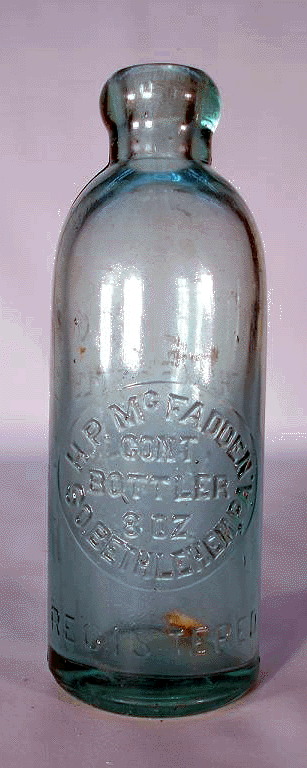 H.P. McFADDEN
CONT.
BOTTLER
8 OZ
SO. BETHLEHEM, PA.
REGISTERED